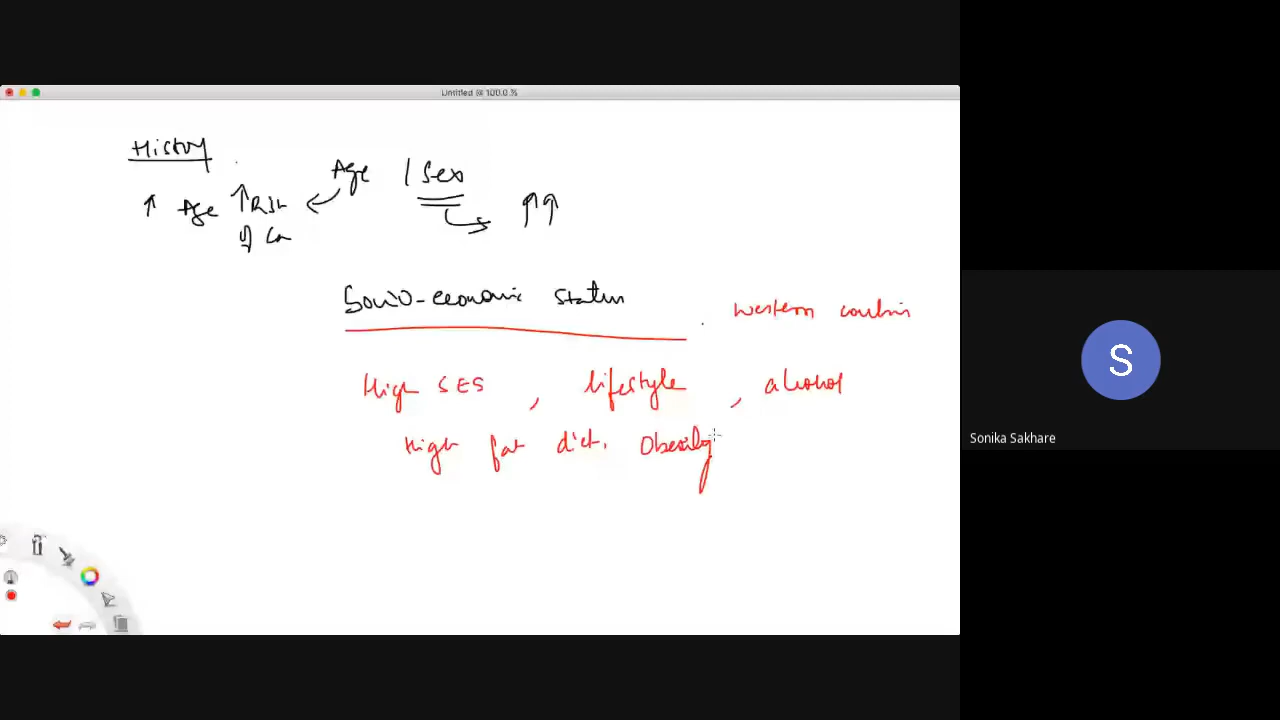 Untitled @ 100.0 %
History
Age / Sex
↑ Age ↑ Risk ↑↑
of Ca
Socio-economic status
western countries
High SES , lifestyle , alcohol
High fat diet. Obesity
S
Sonika Sakhare